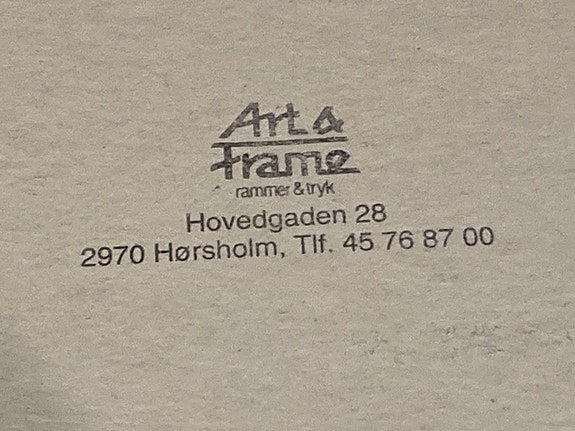 Art &
Frame
rammer & tryk
Hovedgaden 28
2970 Hørsholm, Tlf. 45 76 87 00